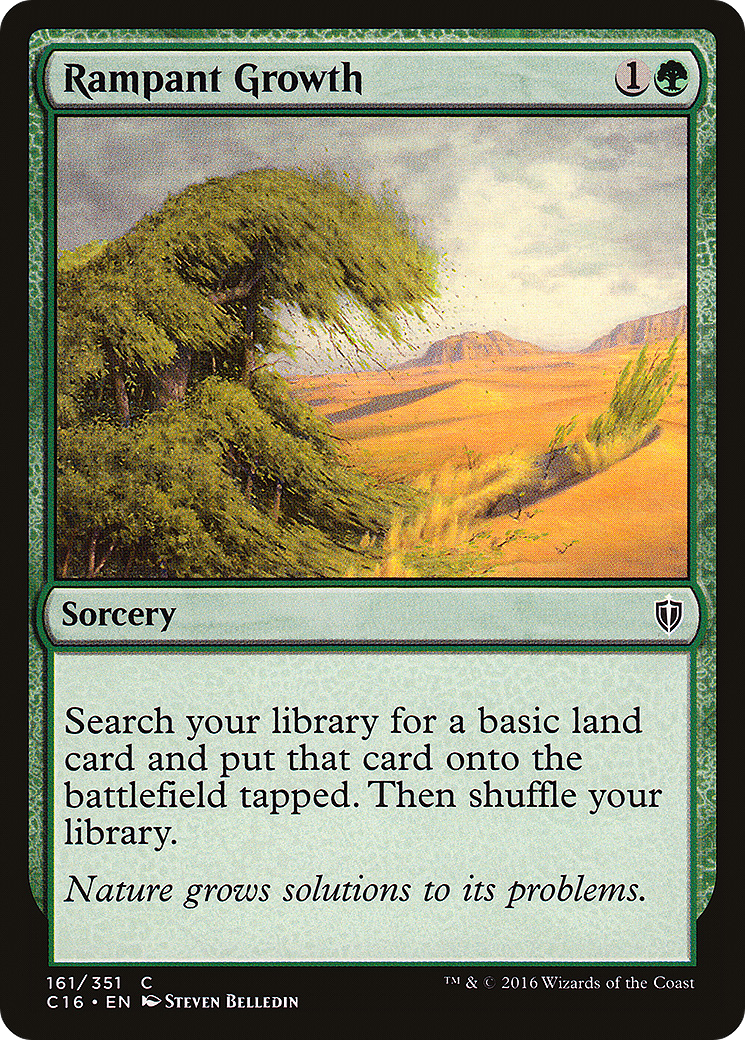 Rampant Growth 1
Sorcery
Search your library for a basic land
card and put that card onto the
battlefield tapped. Then shuffle your
library.
Nature grows solutions to its problems.
161/351 C
C16 • EN Steven Belledin
™ & © 2016 Wizards of the Coast